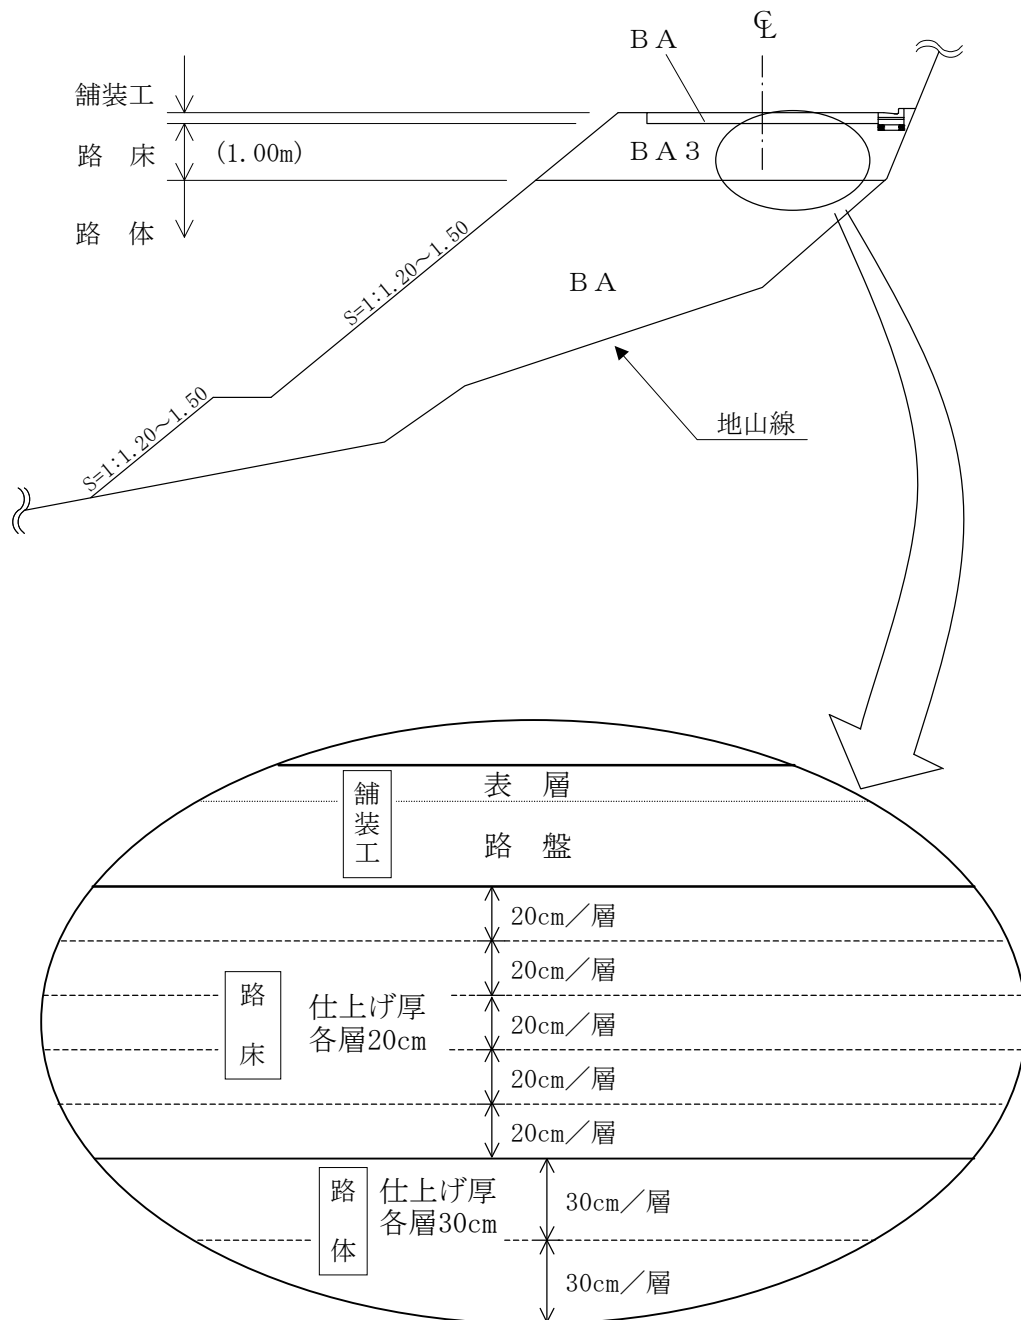 ℄
ＢＡ
舗装工
路　床
(1.00m)
ＢＡ３
路　体
S=1:1.20～1.50
ＢＡ
S=1:1.20～1.50
地山線
表　層
舗装工
路　盤
20cm／層
20cm／層
路床
仕上げ厚
各層20cm
20cm／層
20cm／層
20cm／層
路体
仕上げ厚
各層30cm
30cm／層
30cm／層